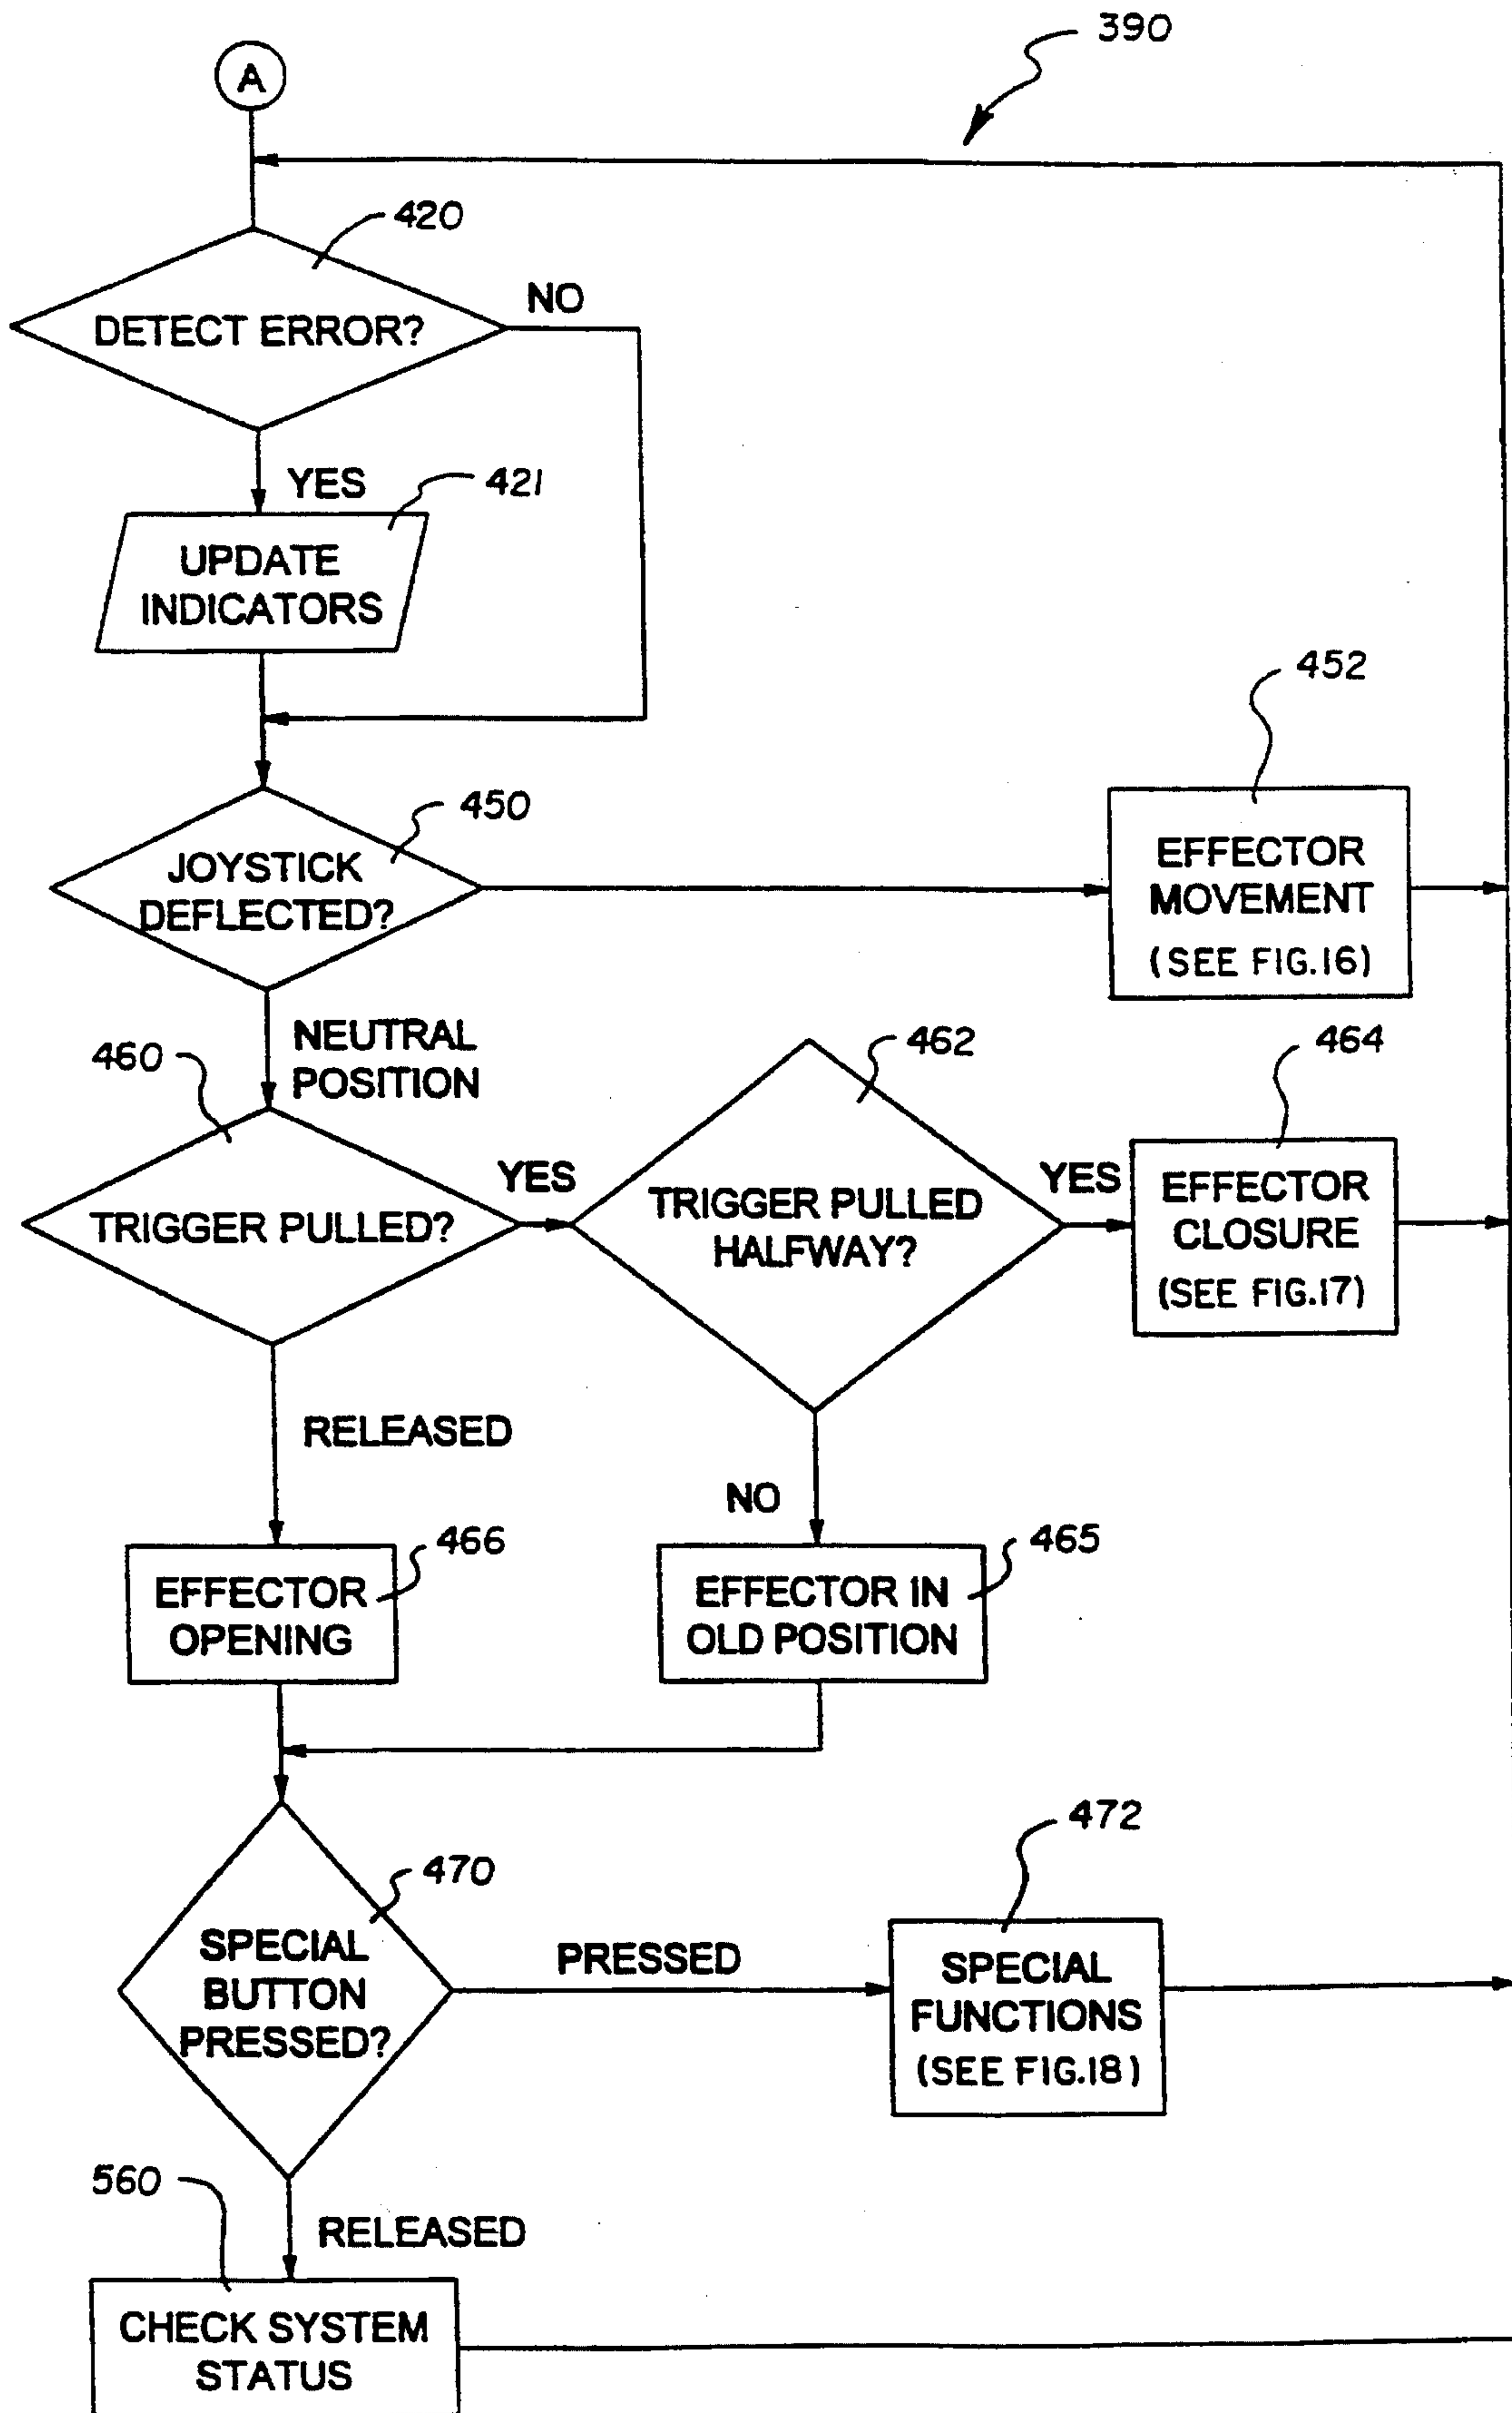 390
A
420
DETECT ERROR?
NO
YES
421
UPDATE
INDICATORS
452
450
JOYSTICK
DEFLECTED?
EFFECTOR
MOVEMENT
(SEE FIG.16)
NEUTRAL
POSITION
460
462
464
TRIGGER PULLED?
YES
TRIGGER PULLED
HALFWAY?
YES
EFFECTOR
CLOSURE
(SEE FIG.17)
RELEASED
NO
466
EFFECTOR
OPENING
465
EFFECTOR IN
OLD POSITION
470
SPECIAL
BUTTON
PRESSED?
PRESSED
472
SPECIAL
FUNCTIONS
(SEE FIG.18)
560
RELEASED
CHECK SYSTEM
STATUS